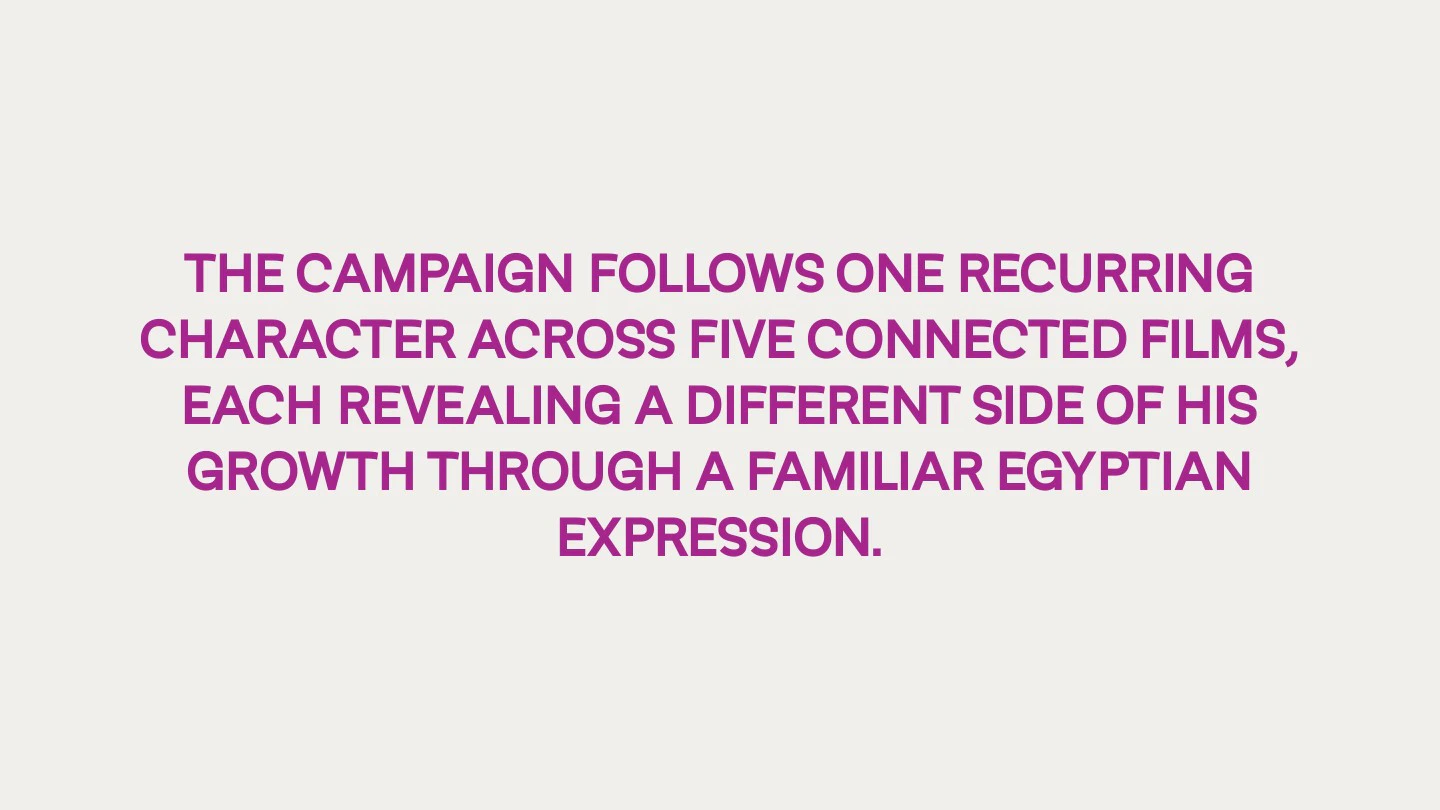 THE CAMPAIGN FOLLOWS ONE RECURRING
CHARACTER ACROSS FIVE CONNECTED FILMS,
EACH REVEALING A DIFFERENT SIDE OF HIS
GROWTH THROUGH A FAMILIAR EGYPTIAN
EXPRESSION.